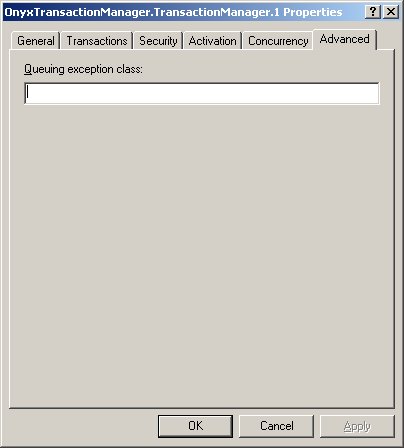 OnyxTransactionManager.TransactionManager.1 Properties
General Transactions Security Activation Concurrency Advanced
Queuing exception class:
OK Cancel Apply